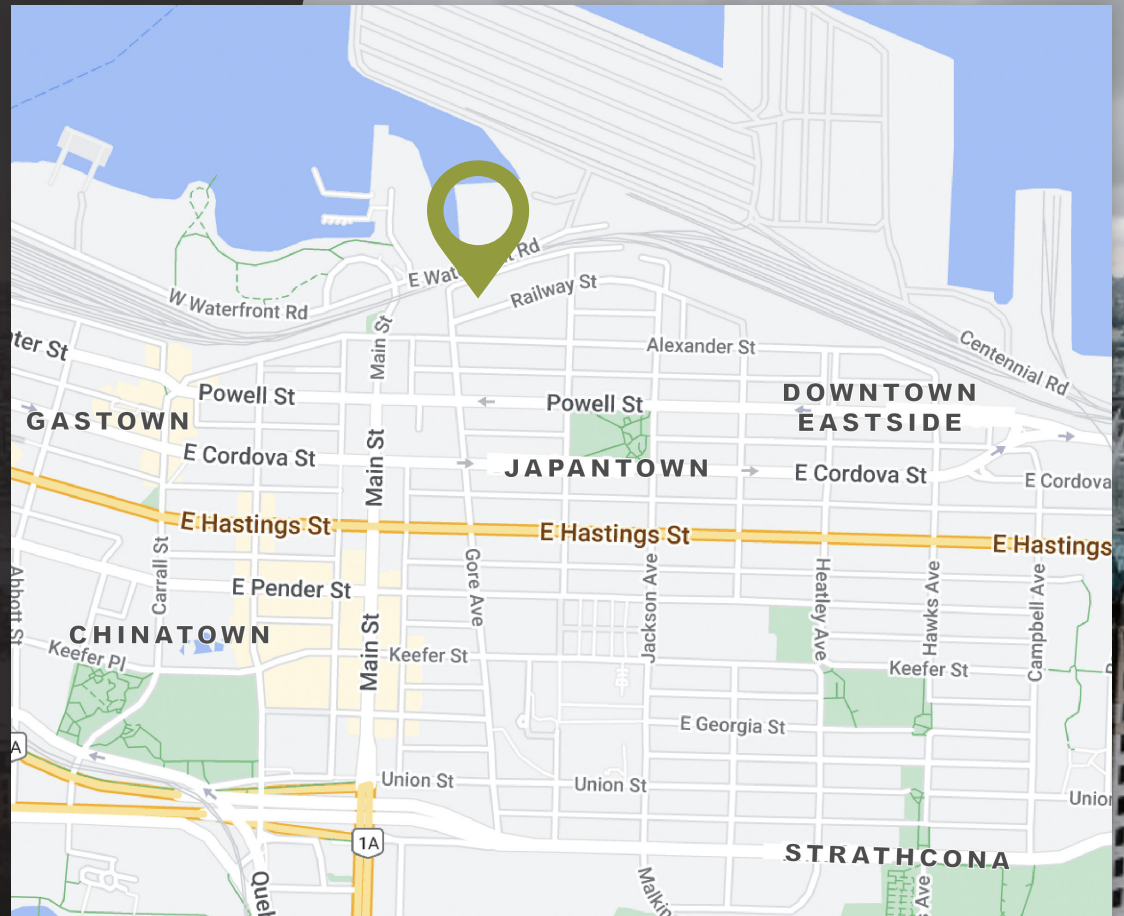 E Wat
Rd
Railway St
W Waterfront Rd
Main St
Alexander St
Centennial Rd
ter St
Powell St
Powell St
DOWNTOWN
EASTSIDE
GASTOWN
E Cordova St
Main St
JAPANTOWN
E Cordova St
E Cordova
E Hastings St
E Hastings St
E Hastings
Carrall St
Abbott St
E Pender St
Gore Ave
Jackson Ave
Heatley Ave
Hawks Ave
Campbell Ave
CHINATOWN
Keefer Pl
Main St
Keefer St
Keefer St
E Georgia St
A
Union St
Union St
Union
1A
STRATHCONA
Queb
Malkin
s Ave